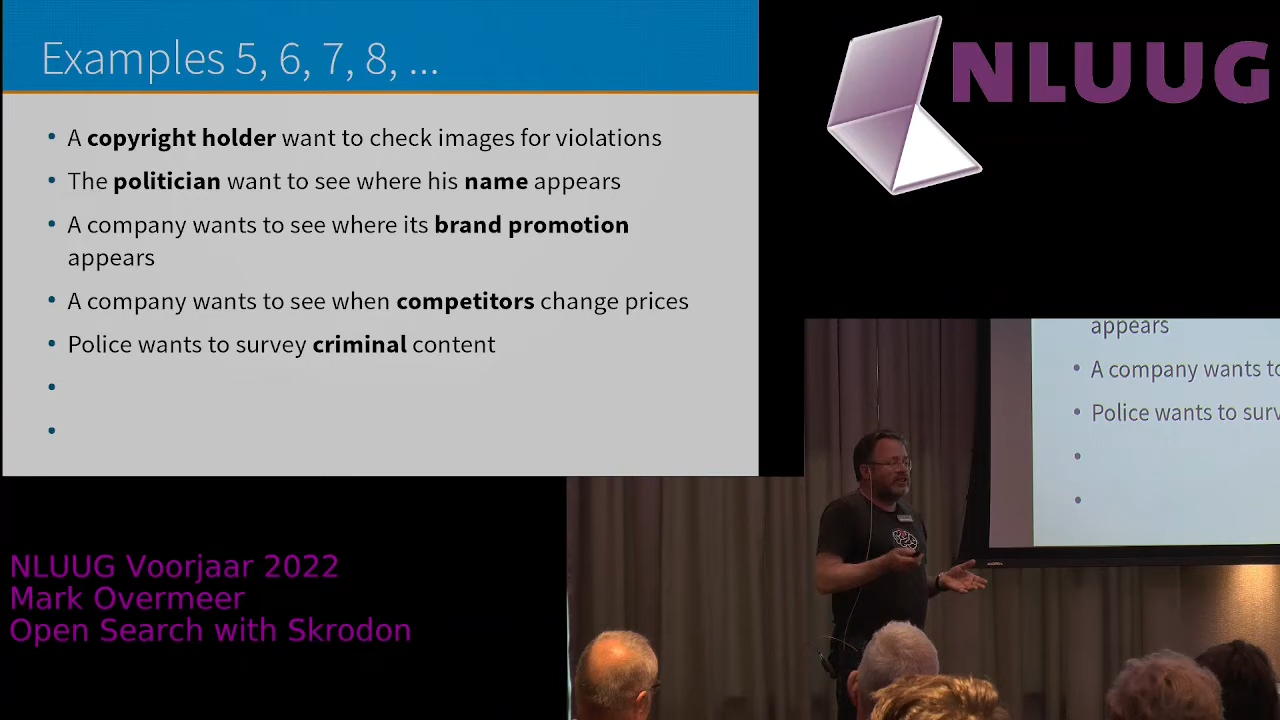 Examples 5, 6, 7, 8, ...
• A copyright holder want to check images for violations
• The politician want to see where his name appears
• A company wants to see where its brand promotion
appears
• A company wants to see when competitors change prices
• Police wants to survey criminal content
•
•
NLUUG
appears
• A company wants to
• Police wants to surv
•
•
NLUUG Voorjaar 2022
Mark Overmeer
Open Search with Skrodon